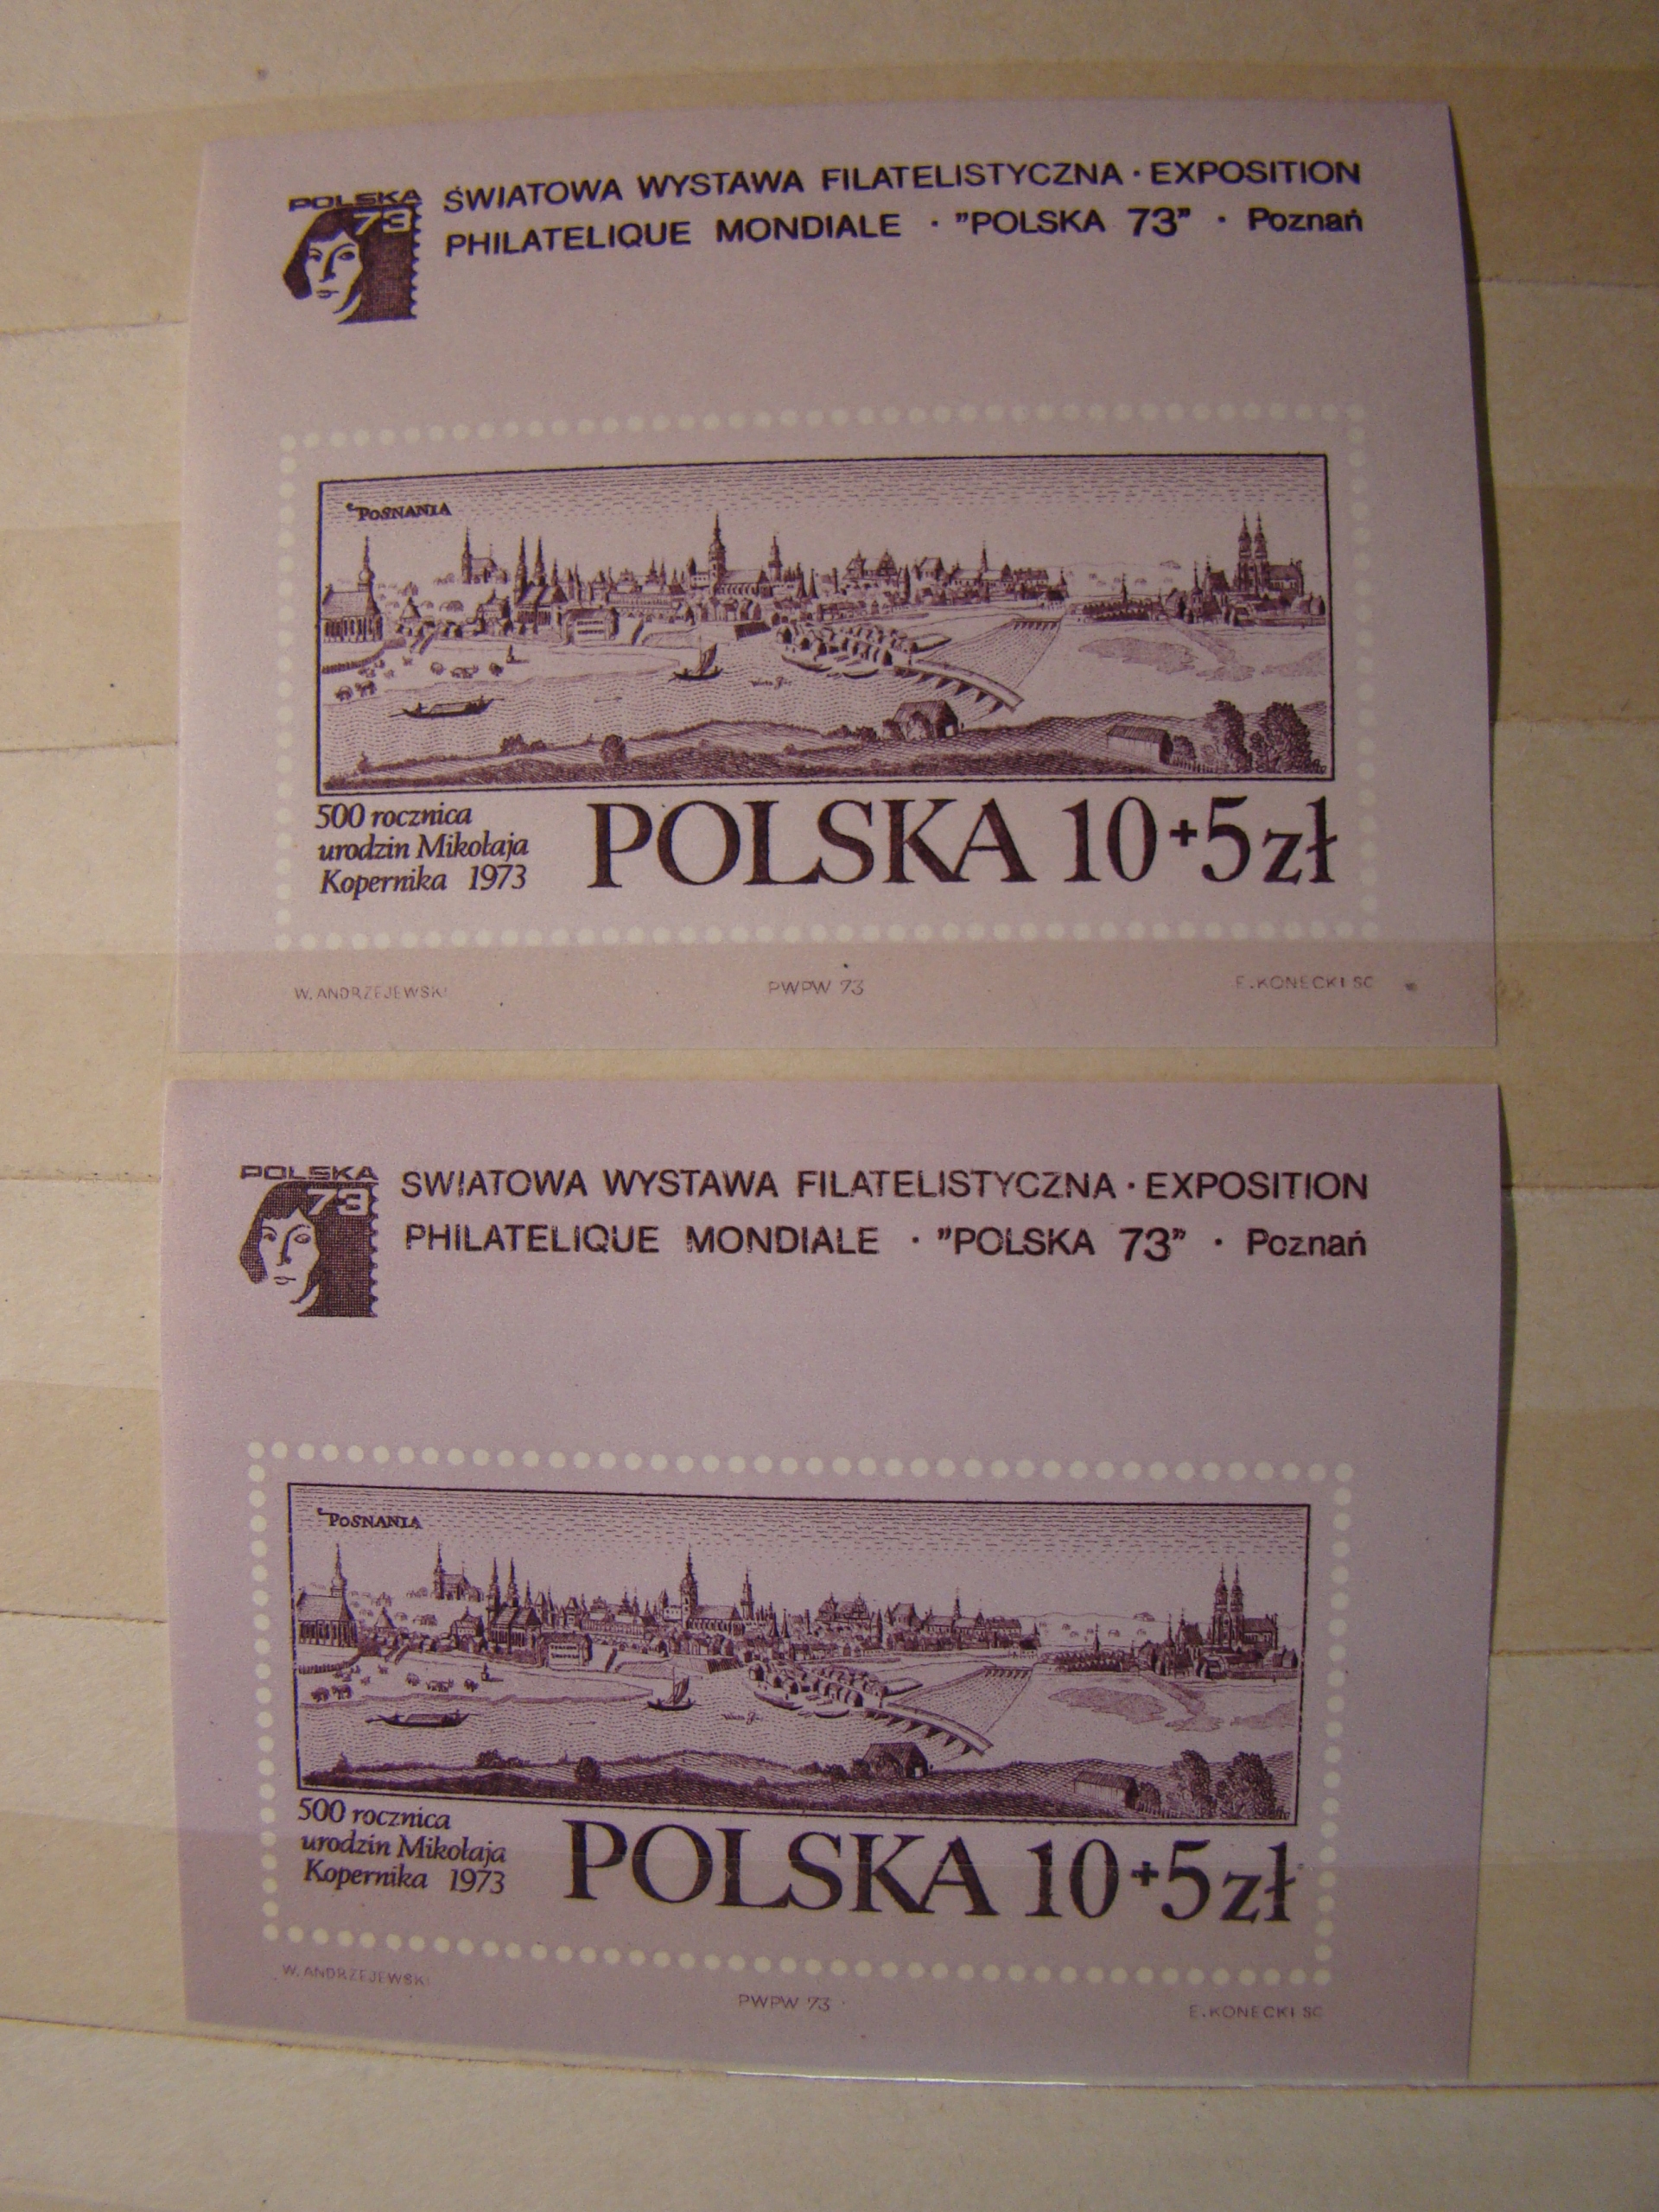 POLSKA
73
ŚWIATOWA WYSTAWA FILATELISTYCZNA · EXPOSITION
PHILATELIQUE MONDIALE · "POLSKA 73" · Poznań
POSNANIA
500 rocznica
urodzin Mikołaja
Kopernika 1973
POLSKA 10+5zł
W. ANDRZEJEWSKI
PWPW 73
E. KONECKI SC
POLSKA
73
SWIATOWA WYSTAWA FILATELISTYCZNA · EXPOSITION
PHILATELIQUE MONDIALE · "POLSKA 73" · Poznań
POSNANIA
500 rocznica
urodzin Mikołaja
Kopernika 1973
POLSKA 10+5zł
W. ANDRZEJEWSKI
PWPW 73
E. KONECKI SC